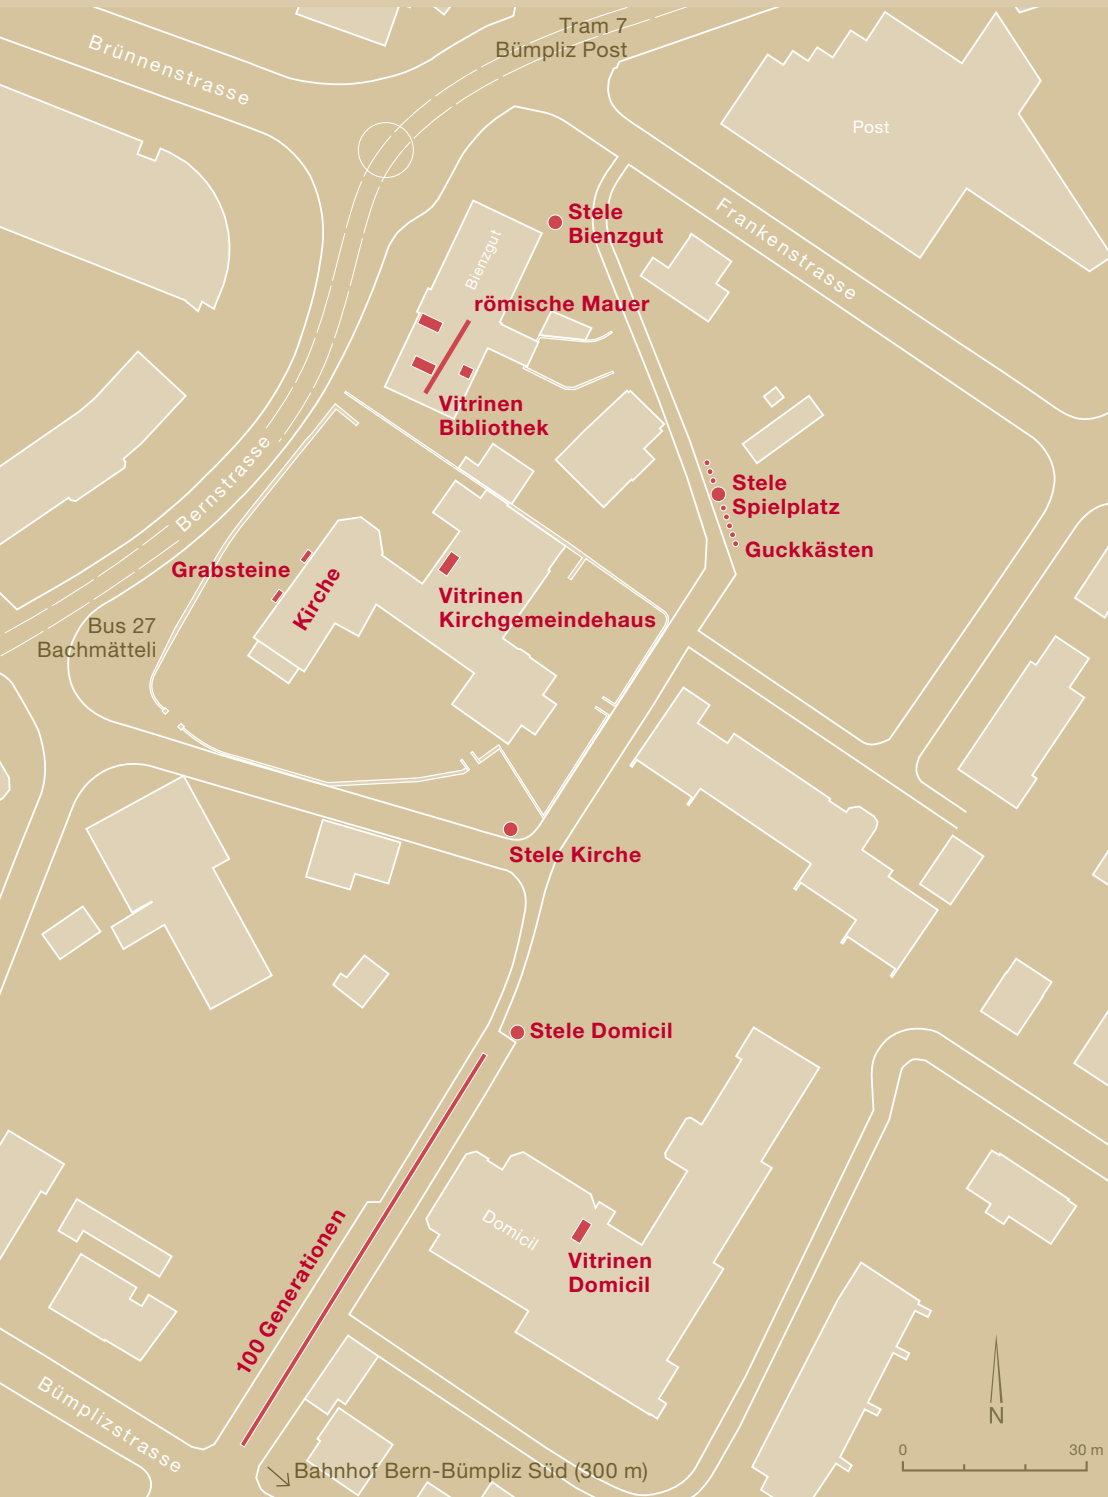 Tram 7
Bümpliz Post
Brünnenstrasse
Post
Stele
Bienzgut
Frankenstrasse
Bienzgut
römische Mauer
Vitrinen
Bibliothek
Bernstrasse
Stele
Spielplatz
Guckkästen
Grabsteine
Kirche
Vitrinen
Kirchgemeindehaus
Bus 27
Bachmätteli
Stele Kirche
Stele Domicil
100 Generationen
Domicil
Vitrinen
Domicil
Bümplizstrasse
N
0 30 m
Bahnhof Bern-Bümpliz Süd (300 m)